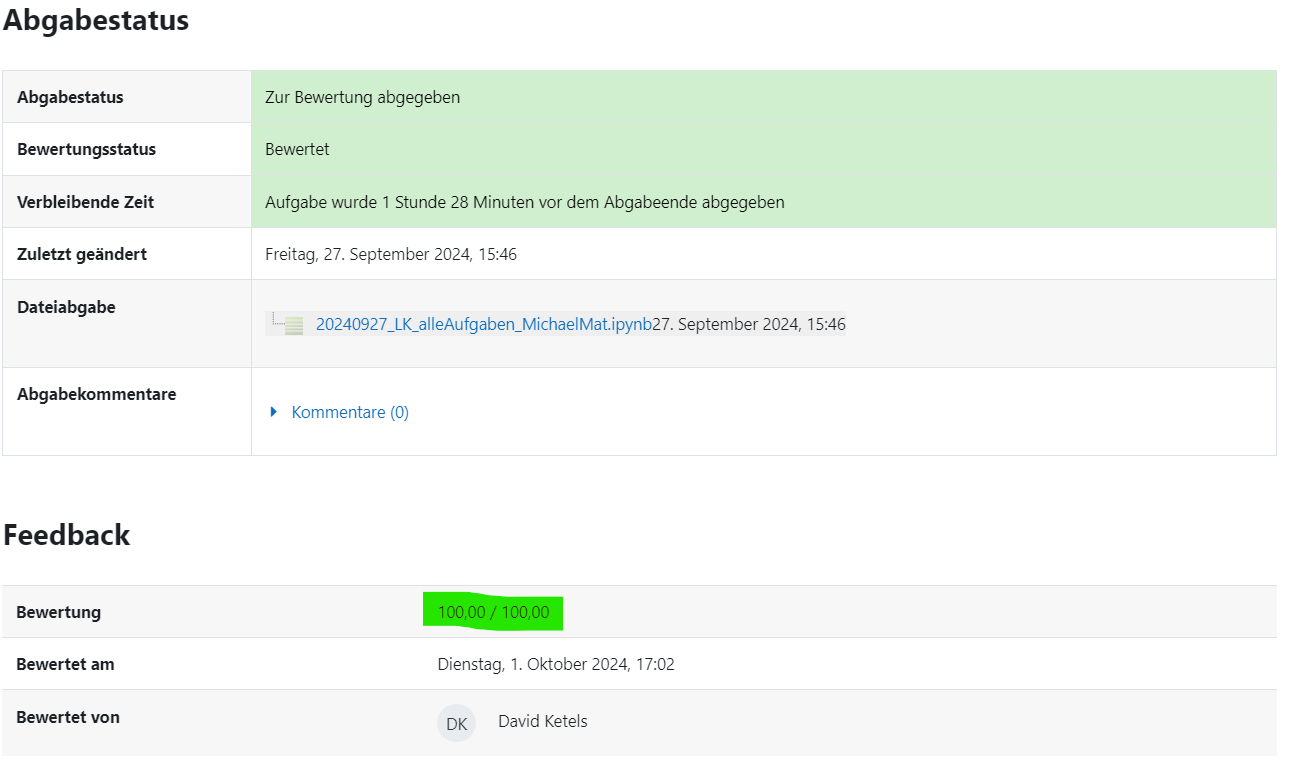 Abgabestatus
Abgabestatus Zur Bewertung abgegeben
Bewertungsstatus Bewertet
Verbleibende Zeit Aufgabe wurde 1 Stunde 28 Minuten vor dem Abgabeende abgegeben
Zuletzt geändert Freitag, 27. September 2024, 15:46
Dateiabgabe
20240927_LK_alleAufgaben_MichaelMat.ipynb27. September 2024, 15:46
Abgabekommentare
Kommentare (0)
Feedback
Bewertung 100,00 / 100,00
Bewertet am Dienstag, 1. Oktober 2024, 17:02
Bewertet von DK David Ketels